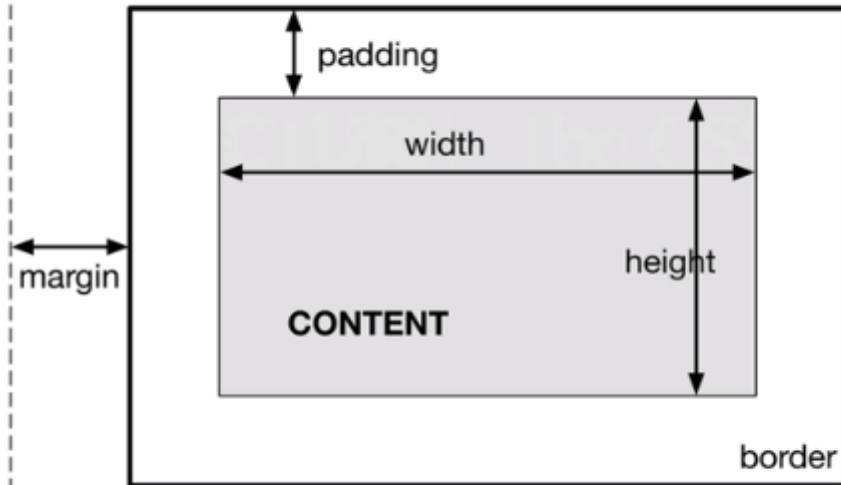 padding
width
margin
height
CONTENT
border